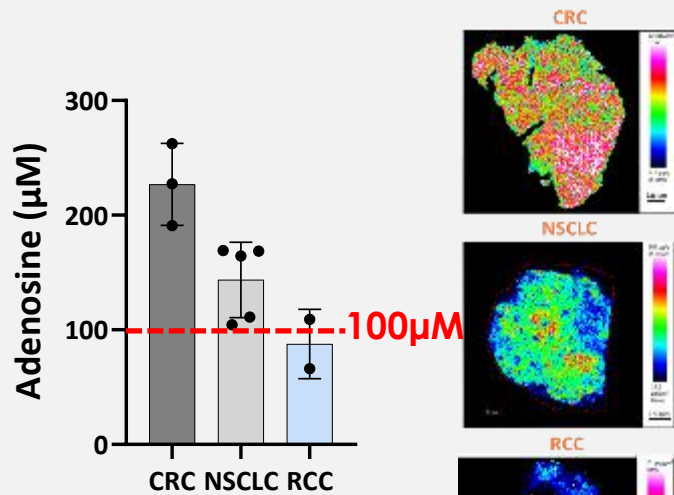 CRC
300
200
100
0
Adenosine (µM)
100µM
CRC NSCLC RCC
NSCLC
RCC